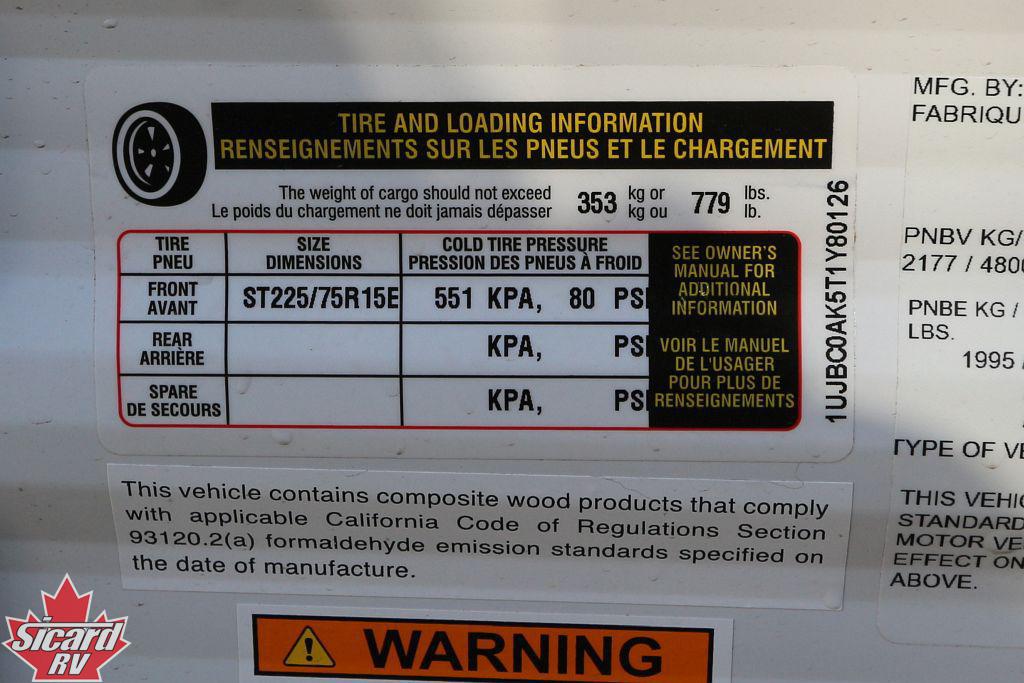 TIRE AND LOADING INFORMATION
RENSEIGNEMENTS SUR LES PNEUS ET LE CHARGEMENT
The weight of cargo should not exceed 353 kg or 779 lbs.
Le poids du chargement ne doit jamais dépasser kg ou lb.
TIRE SIZE COLD TIRE PRESSURE
PNEU DIMENSIONS PRESSION DES PNEUS À FROID
FRONT
AVANT
ST225/75R15E 551 KPA, 80 PSI
REAR
ARRIÈRE
KPA, PSI
SPARE
DE SECOURS
KPA, PSI
SEE OWNER'S
MANUAL FOR
ADDITIONAL
INFORMATION
VOIR LE MANUEL
DE L'USAGER
POUR PLUS DE
RENSEIGNEMENTS
1UJBC0AK5T1Y80126
MFG. BY:
FABRIQU
PNBV KG/
2177 / 480
PNBE KG /
LBS.
1995
TYPE OF VE
THIS VEHIC
STANDARD
MOTOR VE
EFFECT ON
ABOVE.
This vehicle contains composite wood products that comply
with applicable California Code of Regulations Section
93120.2(a) formaldehyde emission standards specified on
the date of manufacture.
WARNING
Sicard
RV